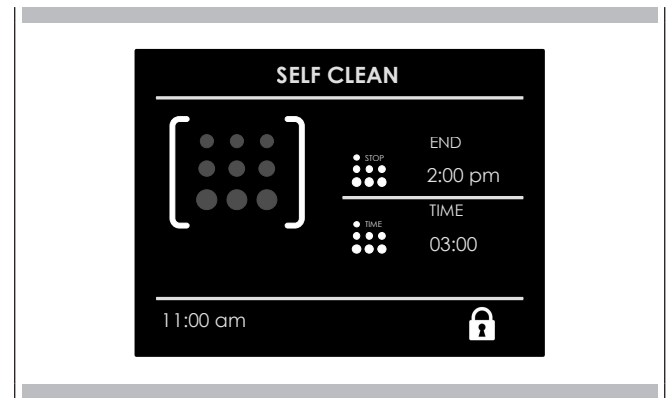 SELF CLEAN
STOP
END
2:00 pm
TIME
TIME
03:00
11:00 am